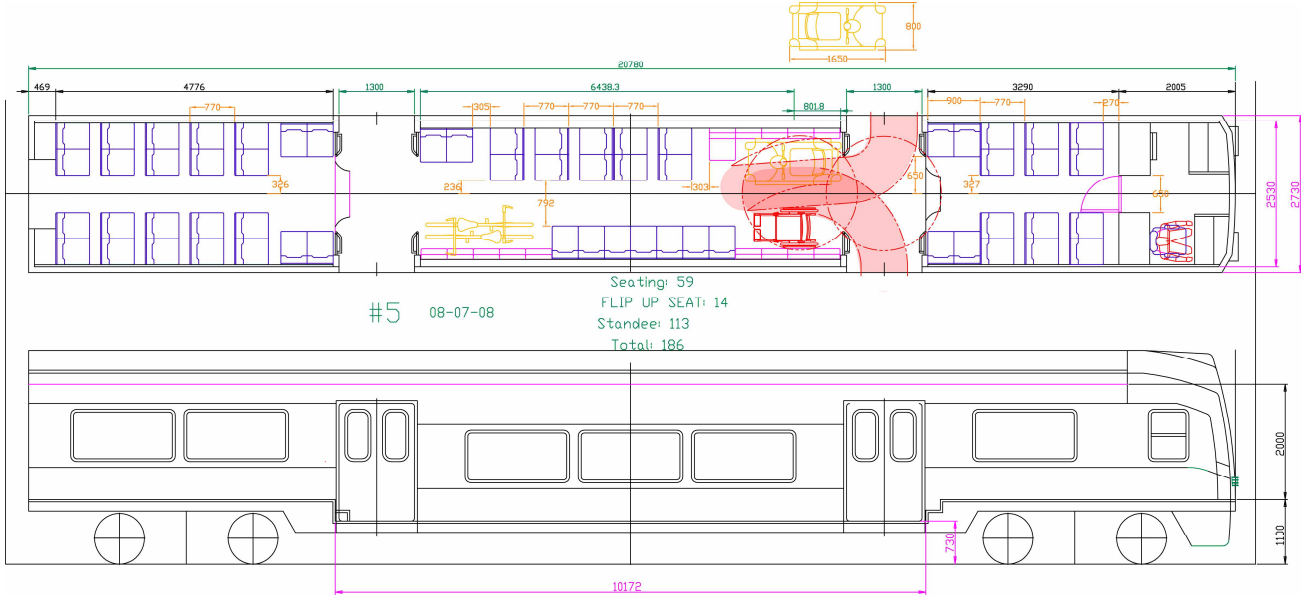 800
1650
20780
469 4776 1300 6438.3 1300 3290 2005
770 305 770 770 770 801.8 900 770 270
326 236 792 303 650 327 650
2530
2730
Seating: 59
#5 08-07-08 FLIP UP SEAT: 14
Standee: 113
Total: 186
2000
730 1100
10172